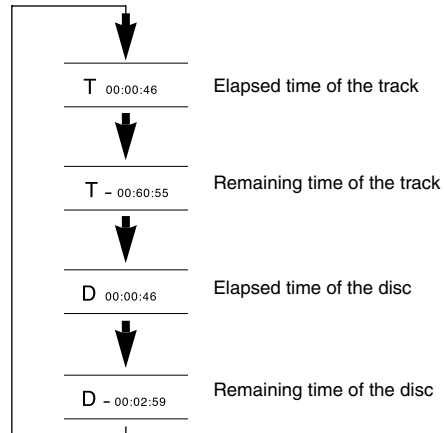 T 00:00:46 Elapsed time of the track
T – 00:60:55 Remaining time of the track
D 00:00:46 Elapsed time of the disc
D – 00:02:59 Remaining time of the disc